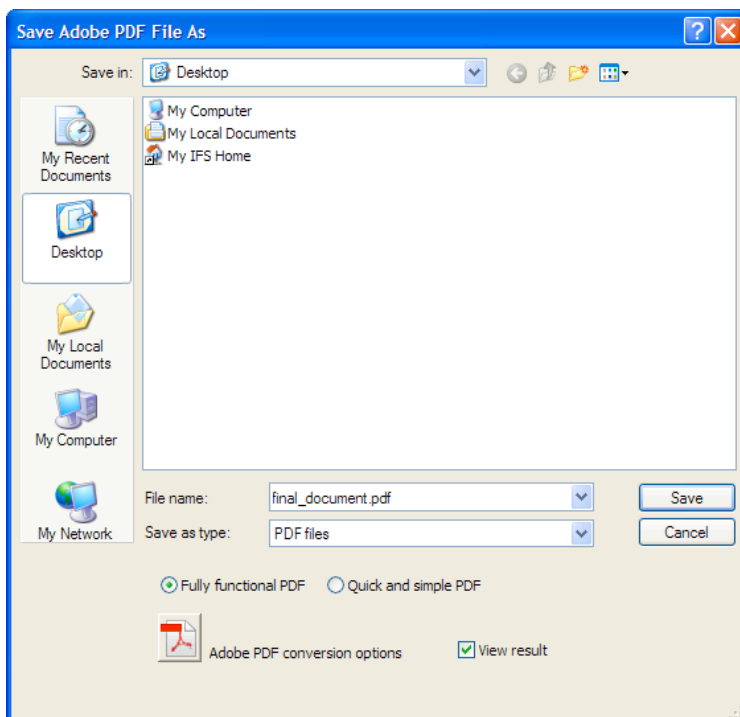 Save Adobe PDF File As
Save in: Desktop
My Computer
My Local Documents
My IFS Home
My Recent
Documents
Desktop
My Local
Documents
My Computer
My Network
File name: final_document.pdf Save
Save as type: PDF files Cancel
Fully functional PDF Quick and simple PDF
Adobe PDF conversion options View result